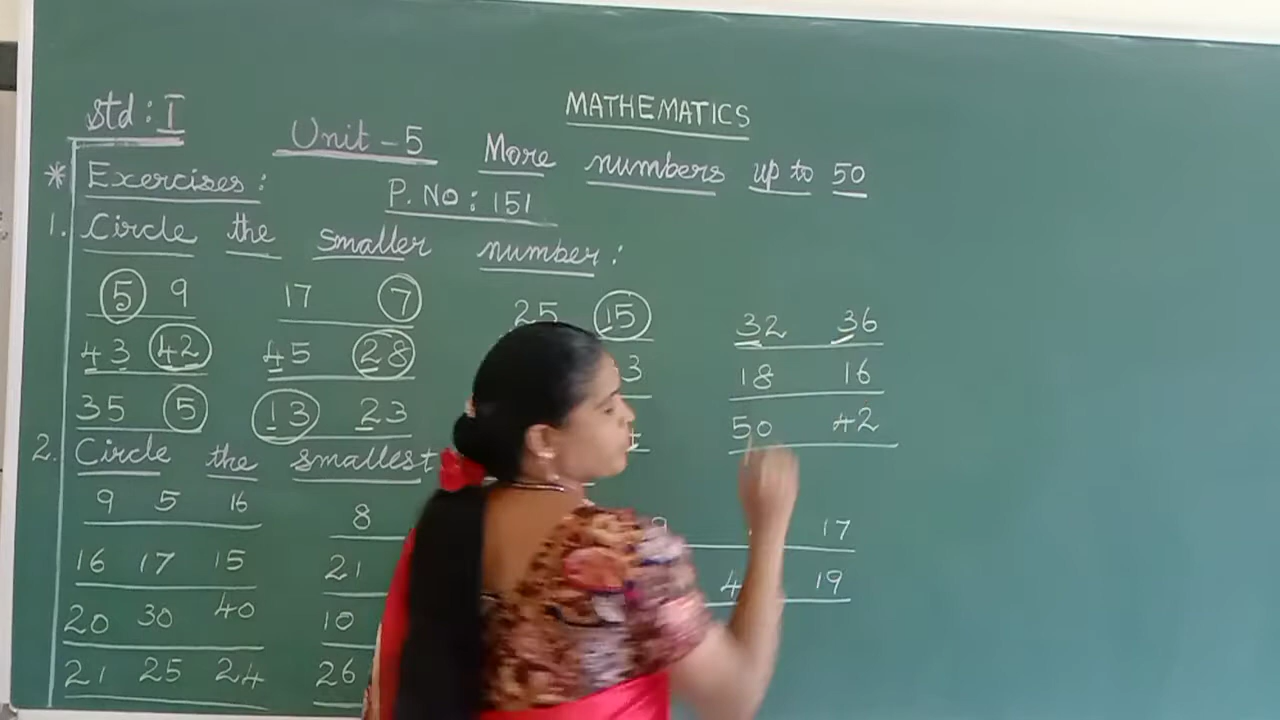 MATHEMATICS
Std : I
Unit - 5 More numbers up to 50
* Exercises : P. No : 151
1. Circle the smaller number :
5 9 17 7 25 15 32 36
43 42 45 28 3 18 16
35 5 13 23 50 42
2. Circle the smallest
9 5 16 8 9 17
16 17 15 21 4 19
20 30 40 10
21 25 24 26